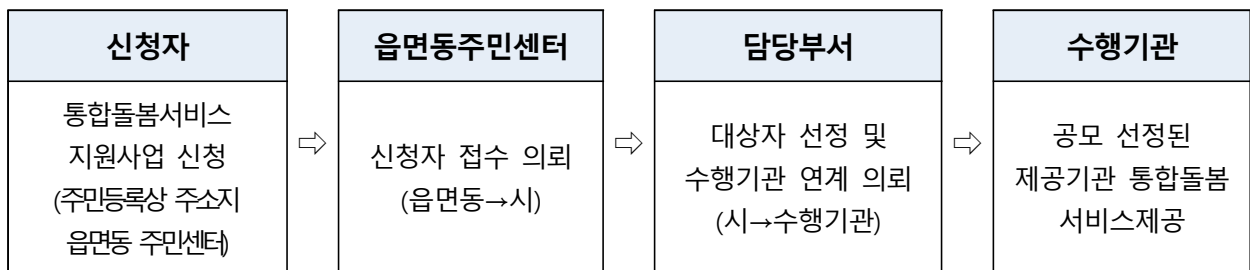 신청자
통합돌봄서비스
지원사업 신청
(주민등록상 주소지
읍면동 주민센터)
⇨
읍면동주민센터
신청자 접수 의뢰
(읍면동→시)
⇨
담당부서
대상자 선정 및
수행기관 연계 의뢰
(시→수행기관)
⇨
수행기관
공모 선정된
제공기관 통합돌봄
서비스제공